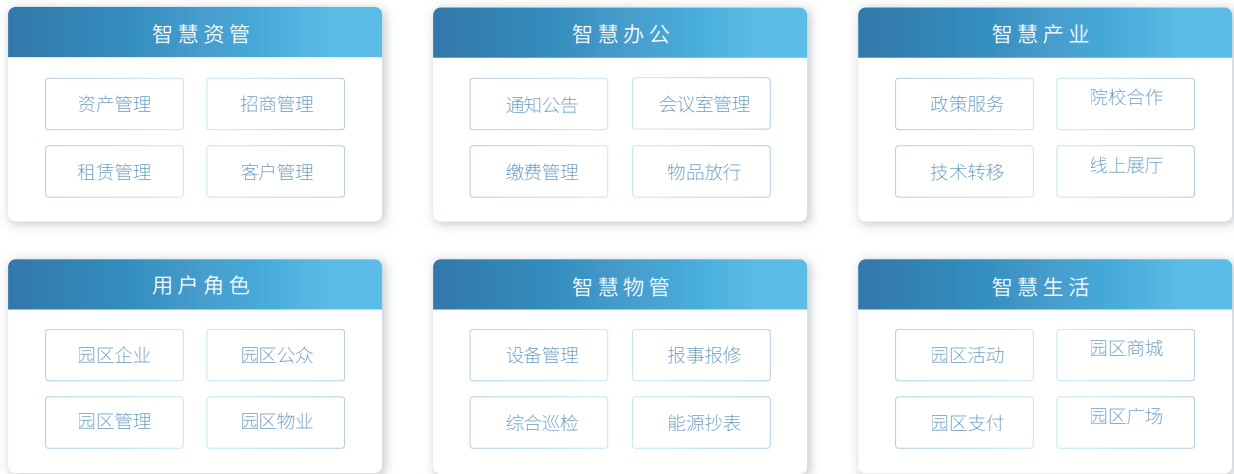 智慧资管
资产管理 招商管理
租赁管理 客户管理
智慧办公
通知公告 会议室管理
缴费管理 物品放行
智慧产业
政策服务 院校合作
技术转移 线上展厅
用户角色
园区企业 园区公众
园区管理 园区物业
智慧物管
设备管理 报事报修
综合巡检 能源抄表
智慧生活
园区活动 园区商城
园区支付 园区广场